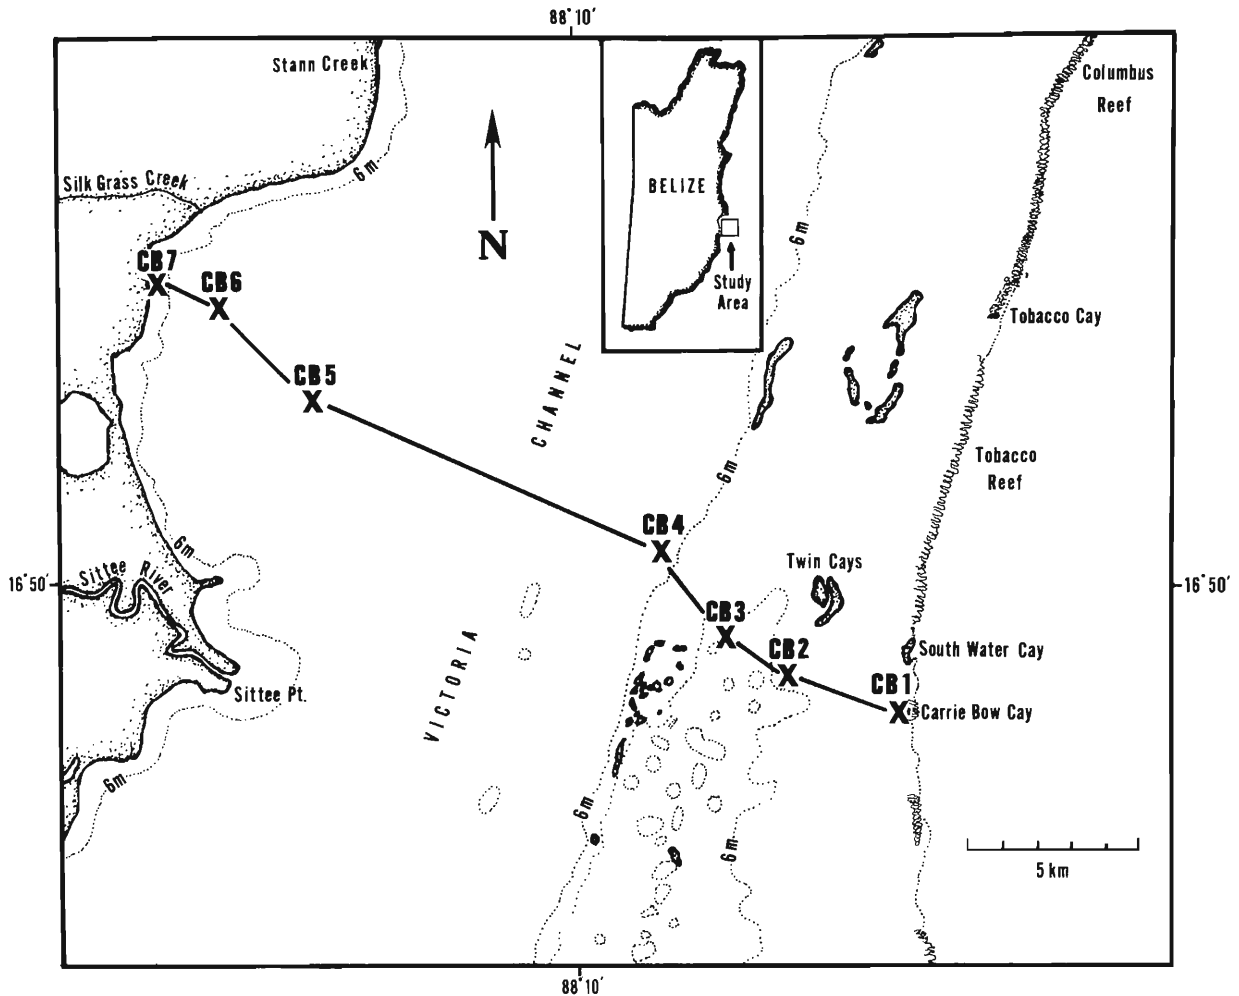 88°10'
Stann Creek
Columbus
Reef
6m
Silk Grass Creek
BELIZE
6m
N
CB7
CB6
Study
Area
Tobacco Cay
CB5
CHANNEL
Tobacco
Reef
6m
CB4
6m
Twin Cays
16°50'
Sittee River
16°50'
CB3
CB2
South Water Cay
VICTORIA
Sittee Pt.
CB1
Carrie Bow Cay
6m
6m
6m
5 km
88°10'